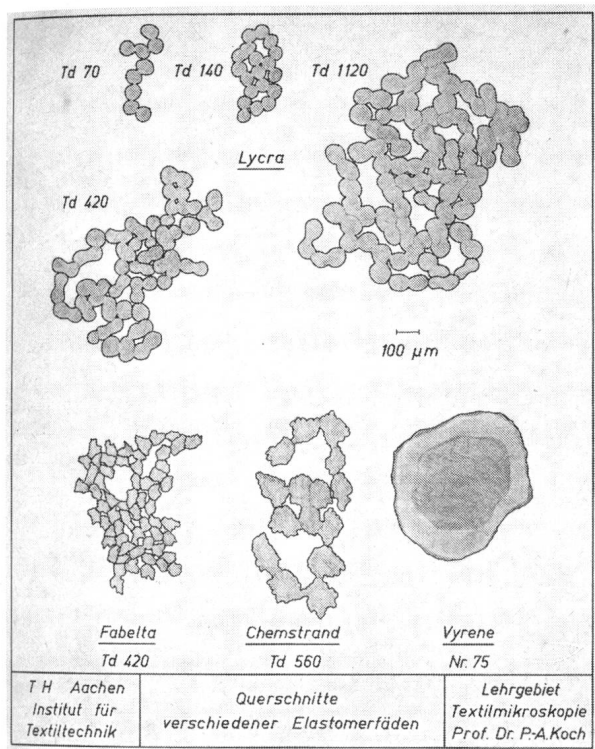 Td 70
Td 140
Td 1120
Lycra
Td 420
100 µm
Fabelta
Chemstrand
Vyrene
Td 420
Td 560
Nr. 75
T H Aachen
Institut für
Textiltechnik
Querschnitte
verschiedener Elastomerfäden
Lehrgebiet
Textilmikroskopie
Prof. Dr. P.-A. Koch